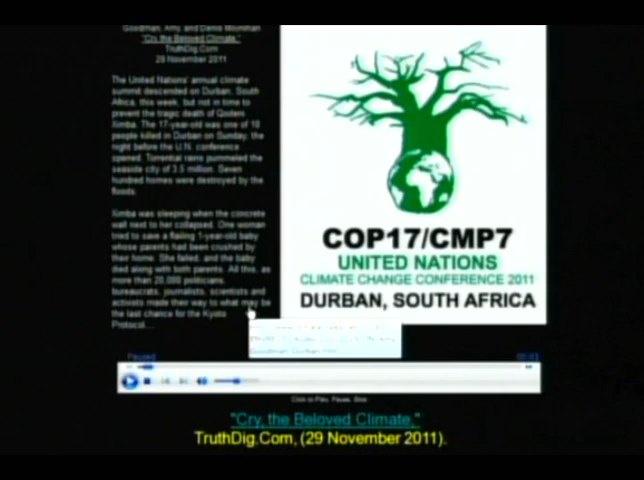 Goodman, Amy, and Denis Moynihan
"Cry, the Beloved Climate,"
TruthDig.Com
29 November 2011
The United Nations' annual climate
summit descended on Durban, South
Africa, this week, but not in time to
prevent the tragic death of Qodeni
Ximba. The 17-year-old was one of 10
people killed in Durban on Sunday, the
night before the U.N. conference
opened. Torrential rains pummeled the
seaside city of 3.5 million. Seven
hundred homes were destroyed by the
floods.
Ximba was sleeping when the concrete
wall next to her collapsed. One woman
tried to save a flailing 1-year-old baby
whose parents had been crushed by
their home. She failed, and the baby
died along with both parents. All this, as
more than 20,000 politicians,
bureaucrats, journalists, scientists and
activists made their way to what may be
the last chance for the Kyoto
Protocol....
COP17/CMP7
UNITED NATIONS
CLIMATE CHANGE CONFERENCE 2011
DURBAN, SOUTH AFRICA
Goodman
Paused
Click to Play, Pause, Stop
"Cry, the Beloved Climate,"
TruthDig.Com, (29 November 2011).